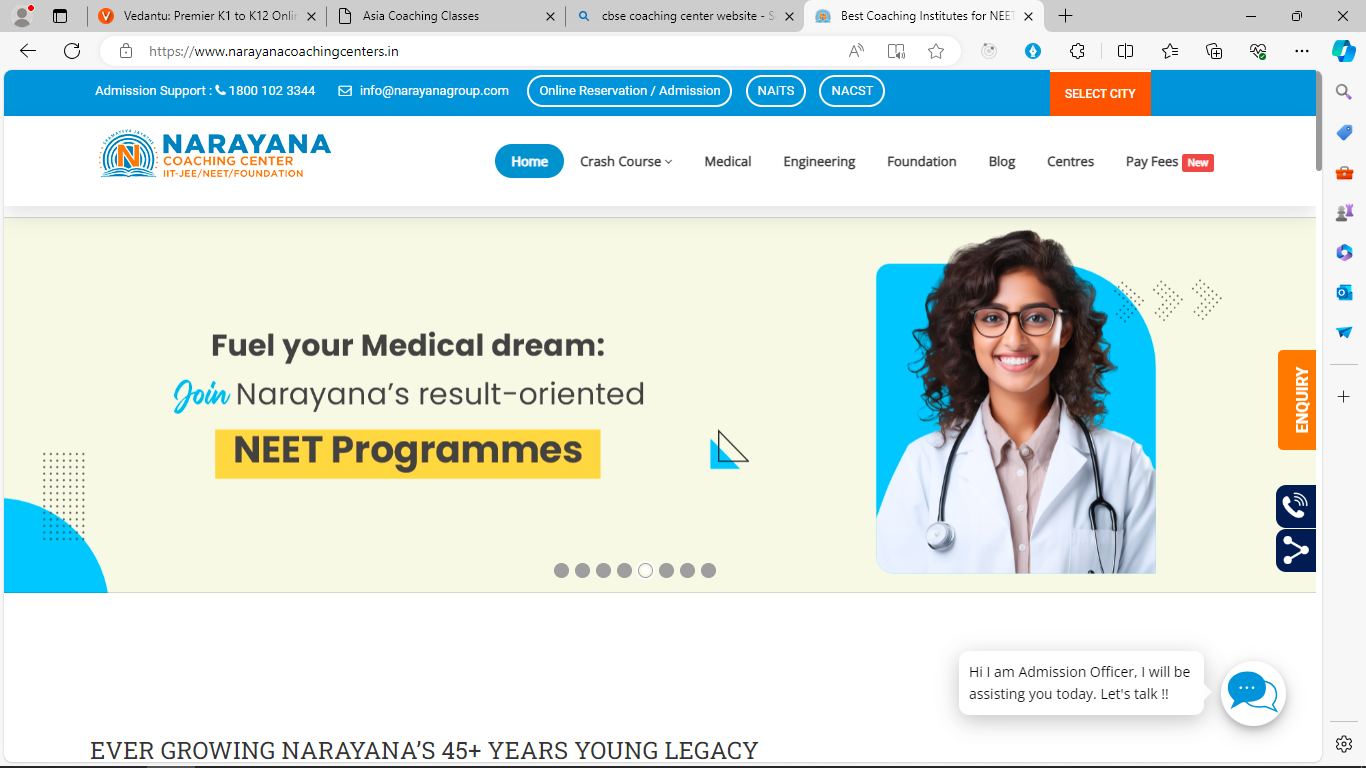 Vedantu: Premier K1 to K12 Onlin
Asia Coaching Classes
cbse coaching center website - S
Best Coaching Institutes for NEET
https://www.narayanacoachingcenters.in
Admission Support : 1800 102 3344
info@narayanagroup.com
Online Reservation / Admission
NAITS
NACST
SELECT CITY
NARAYANA
COACHING CENTER
IIT-JEE/NEET/FOUNDATION
Home
Crash Course
Medical
Engineering
Foundation
Blog
Centres
Pay Fees New
Fuel your Medical dream:
Join Narayana's result-oriented
NEET Programmes
ENQUIRY
Hi I am Admission Officer, I will be
assisting you today. Let's talk !!
EVER GROWING NARAYANA'S 45+ YEARS YOUNG LEGACY